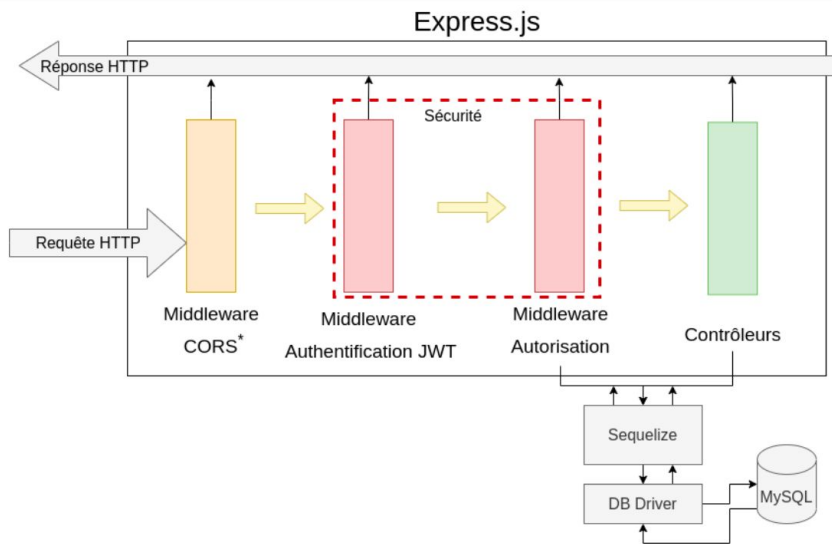 Express.js
Réponse HTTP
Sécurité
Requête HTTP
Middleware
CORS*
Middleware
Authentification JWT
Middleware
Autorisation
Contrôleurs
Sequelize
DB Driver
MySQL